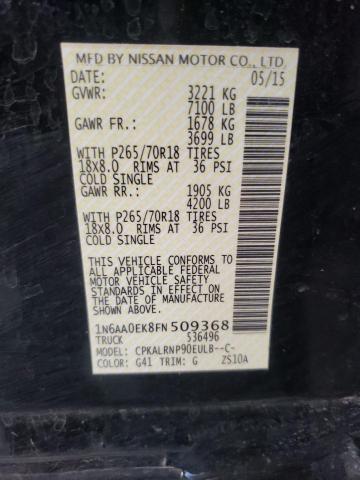 MFD BY NISSAN MOTOR CO., LTD.
DATE: 05/15
GVWR: 3221 KG
7100 LB
GAWR FR.: 1678 KG
3699 LB
WITH P265/70R18 TIRES
18X8.0 RIMS AT 36 PSI
COLD SINGLE
GAWR RR.: 1905 KG
4200 LB
WITH P265/70R18 TIRES
18X8.0 RIMS AT 36 PSI
COLD SINGLE
THIS VEHICLE CONFORMS TO ALL
APPLICABLE FEDERAL MOTOR
VEHICLE SAFETY STANDARDS
IN EFFECT ON THE DATE OF
MANUFACTURE SHOWN ABOVE.
1N6AA0EK8FN509368
TRUCK 536496
MODEL: CPKALRNP90EULB--C-
COLOR: G41 TRIM: G ZS10A